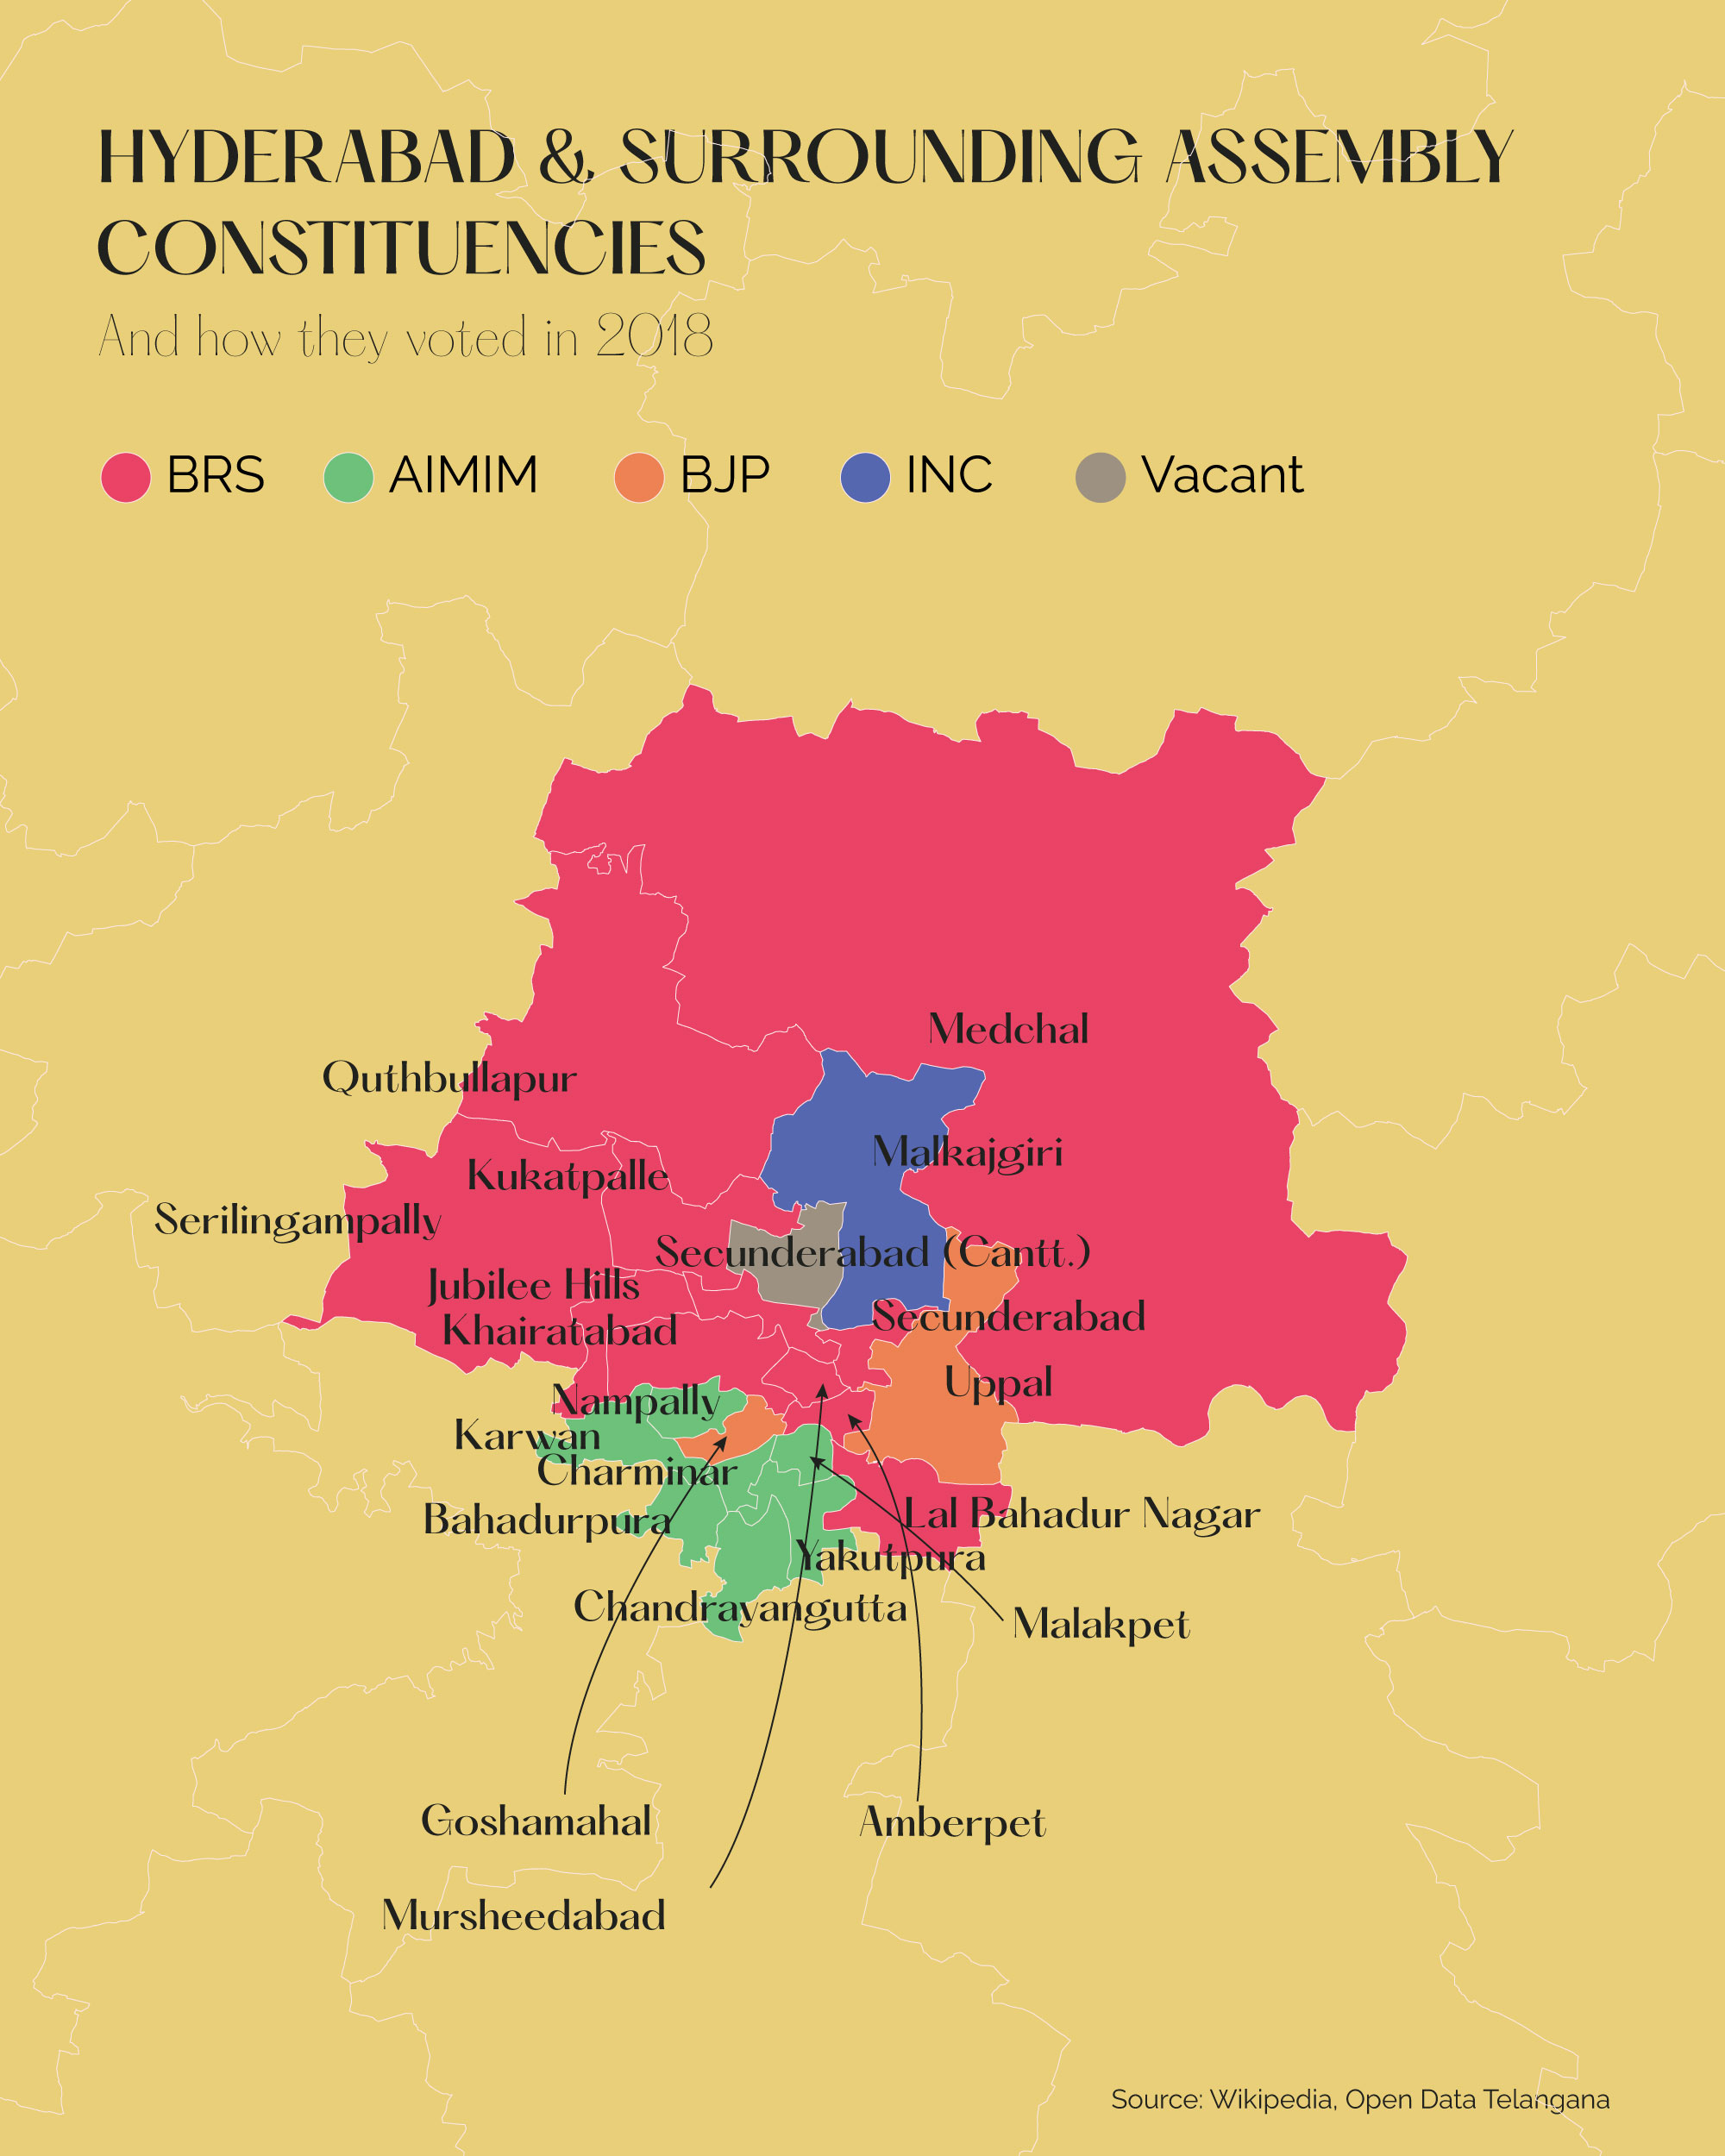 HYDERABAD & SURROUNDING ASSEMBLY
CONSTITUENCIES
And how they voted in 2018
BRS AIMIM BJP INC Vacant
Medchal
Quthbullapur
Malkajgiri
Kukatpalle
Serilingampally
Secunderabad (Cantt.)
Jubilee Hills
Secunderabad
Khairatabad
Uppal
Nampally
Karwan
Charminar
Lal Bahadur Nagar
Bahadurpura
Yakutpura
Chandrayangutta
Malakpet
Goshamahal
Amberpet
Mursheedabad
Source: Wikipedia, Open Data Telangana